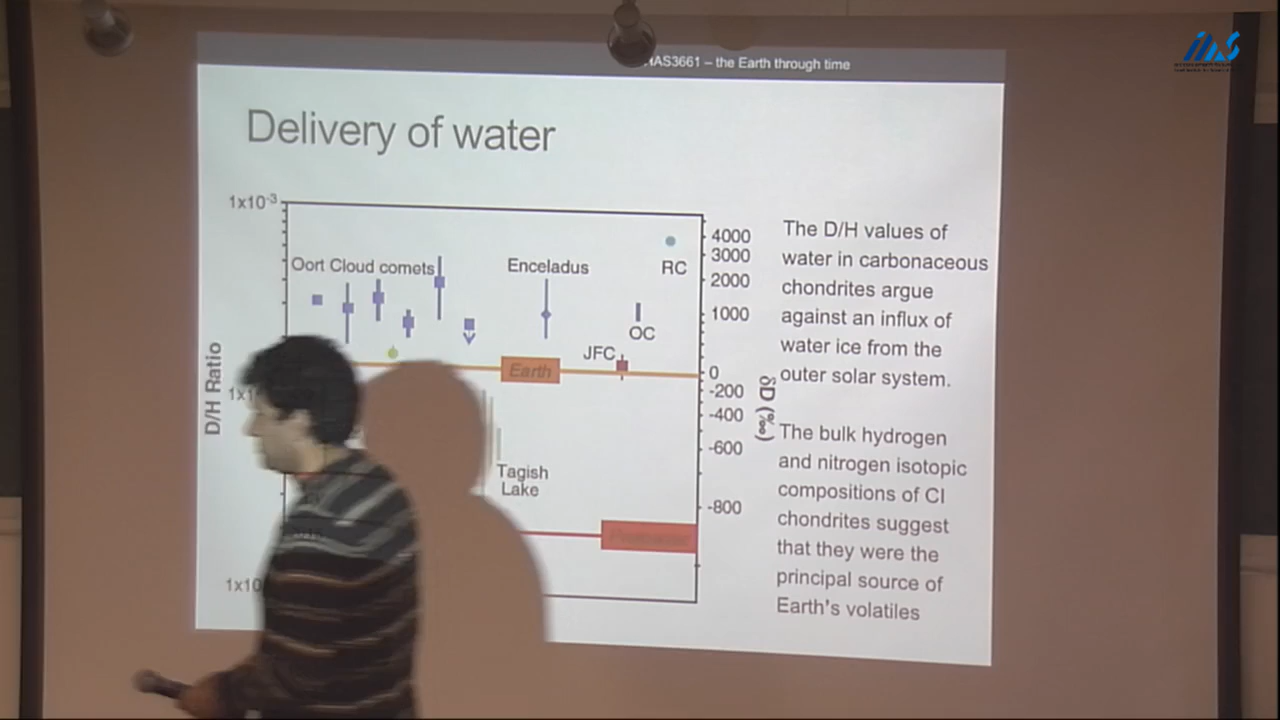 – the Earth through time
Delivery of water
1x10-3
Oort Cloud comets
Enceladus
RC
OC
JFC
Earth
Tagish
Lake
D/H Ratio
4000
3000
2000
1000
0
-200
-400
-600
-800
δD (‰)
The D/H values of
water in carbonaceous
chondrites argue
against an influx of
water ice from the
outer solar system.
The bulk hydrogen
and nitrogen isotopic
compositions of CI
chondrites suggest
that they were the
principal source of
Earth's volatiles